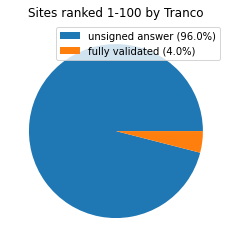 Sites ranked 1-100 by Tranco
unsigned answer (96.0%)
fully validated (4.0%)